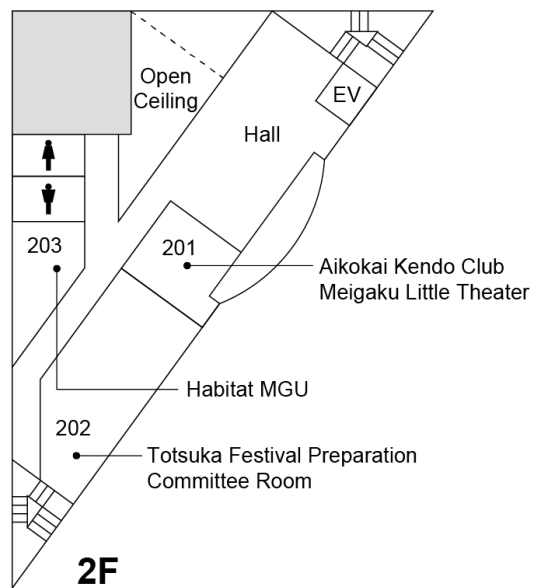 Open
Ceiling
EV
Hall
203
201
Aikokai Kendo Club
Meigaku Little Theater
Habitat MGU
202
Totsuka Festival Preparation
Committee Room
2F